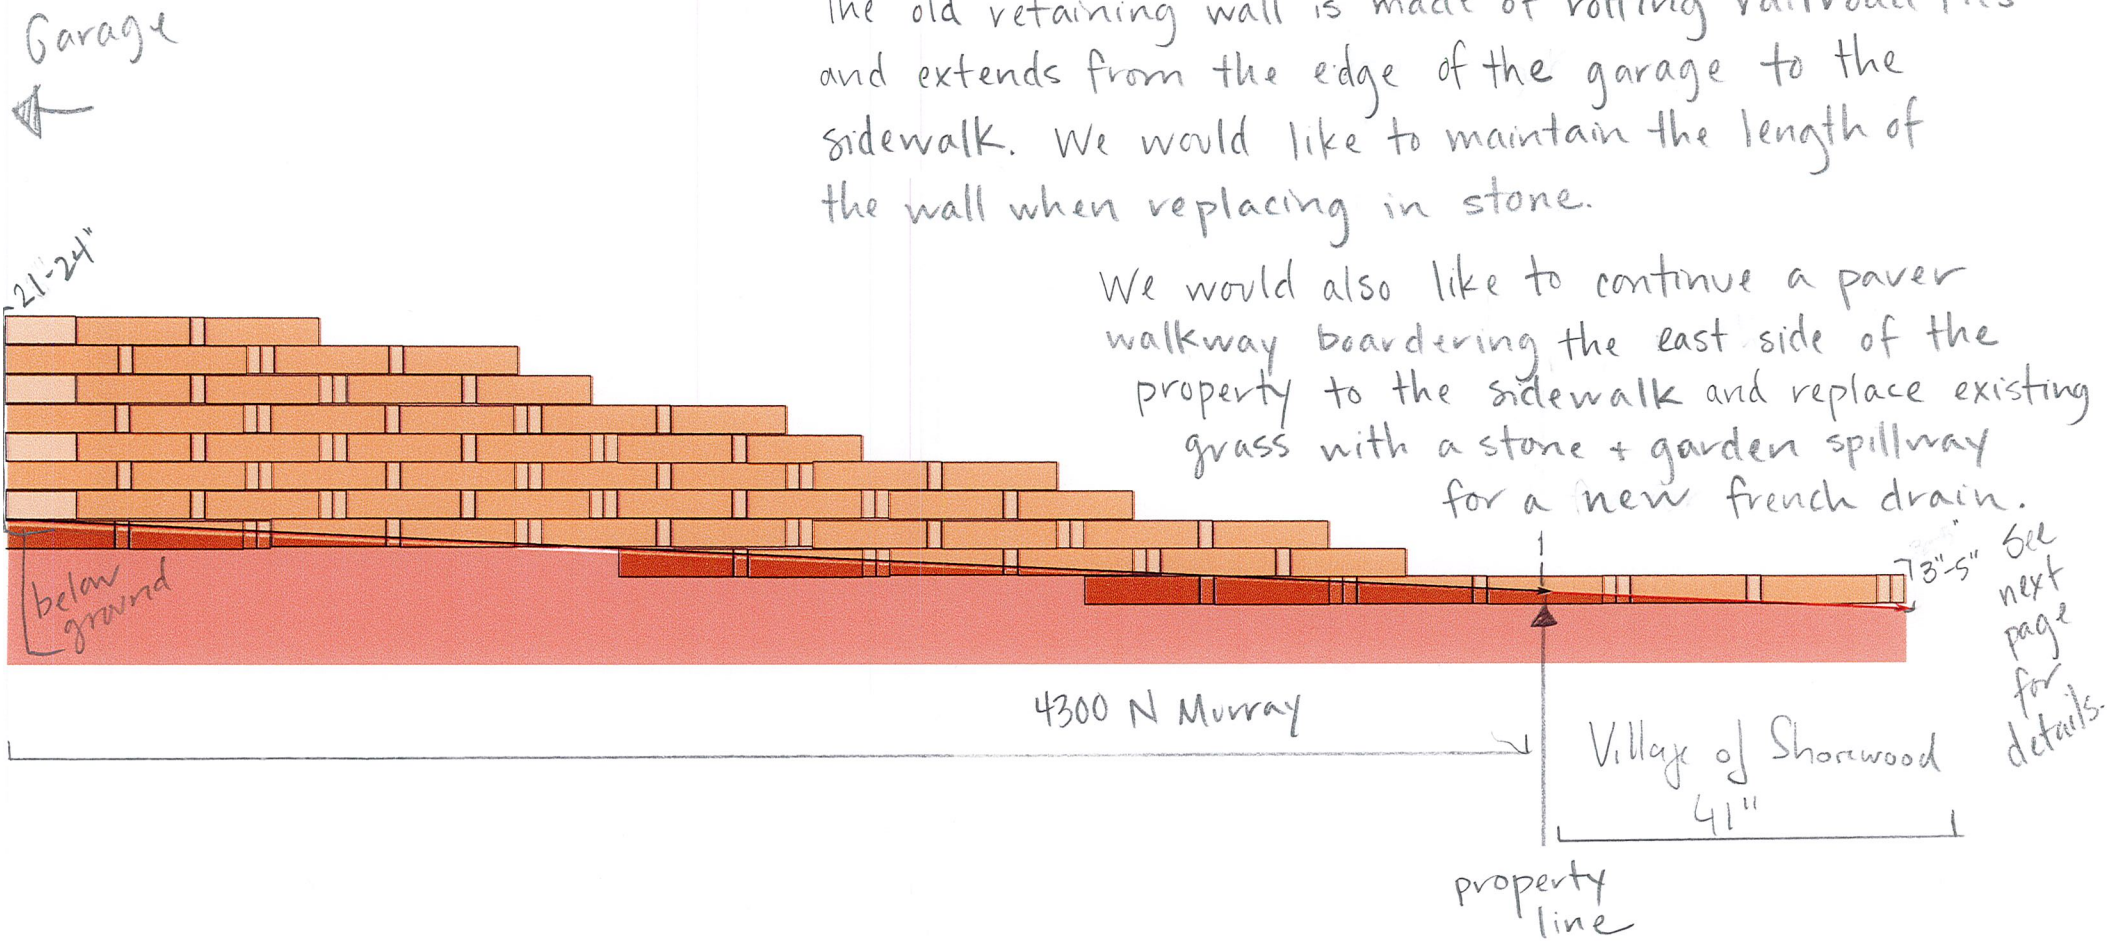 Garage
The old retaining wall is made of rotting railroad ties
and extends from the edge of the garage to the
sidewalk. We would like to maintain the length of
the wall when replacing in stone.
We would also like to continue a paver
walkway boardering the east side of the
property to the sidewalk and replace existing
grass with a stone + garden spillway
for a new french drain.
21-24"
below
ground
3"-5"
See
next
page
for
details.
4300 N Murray
Village of Shorewood
41"
property
line